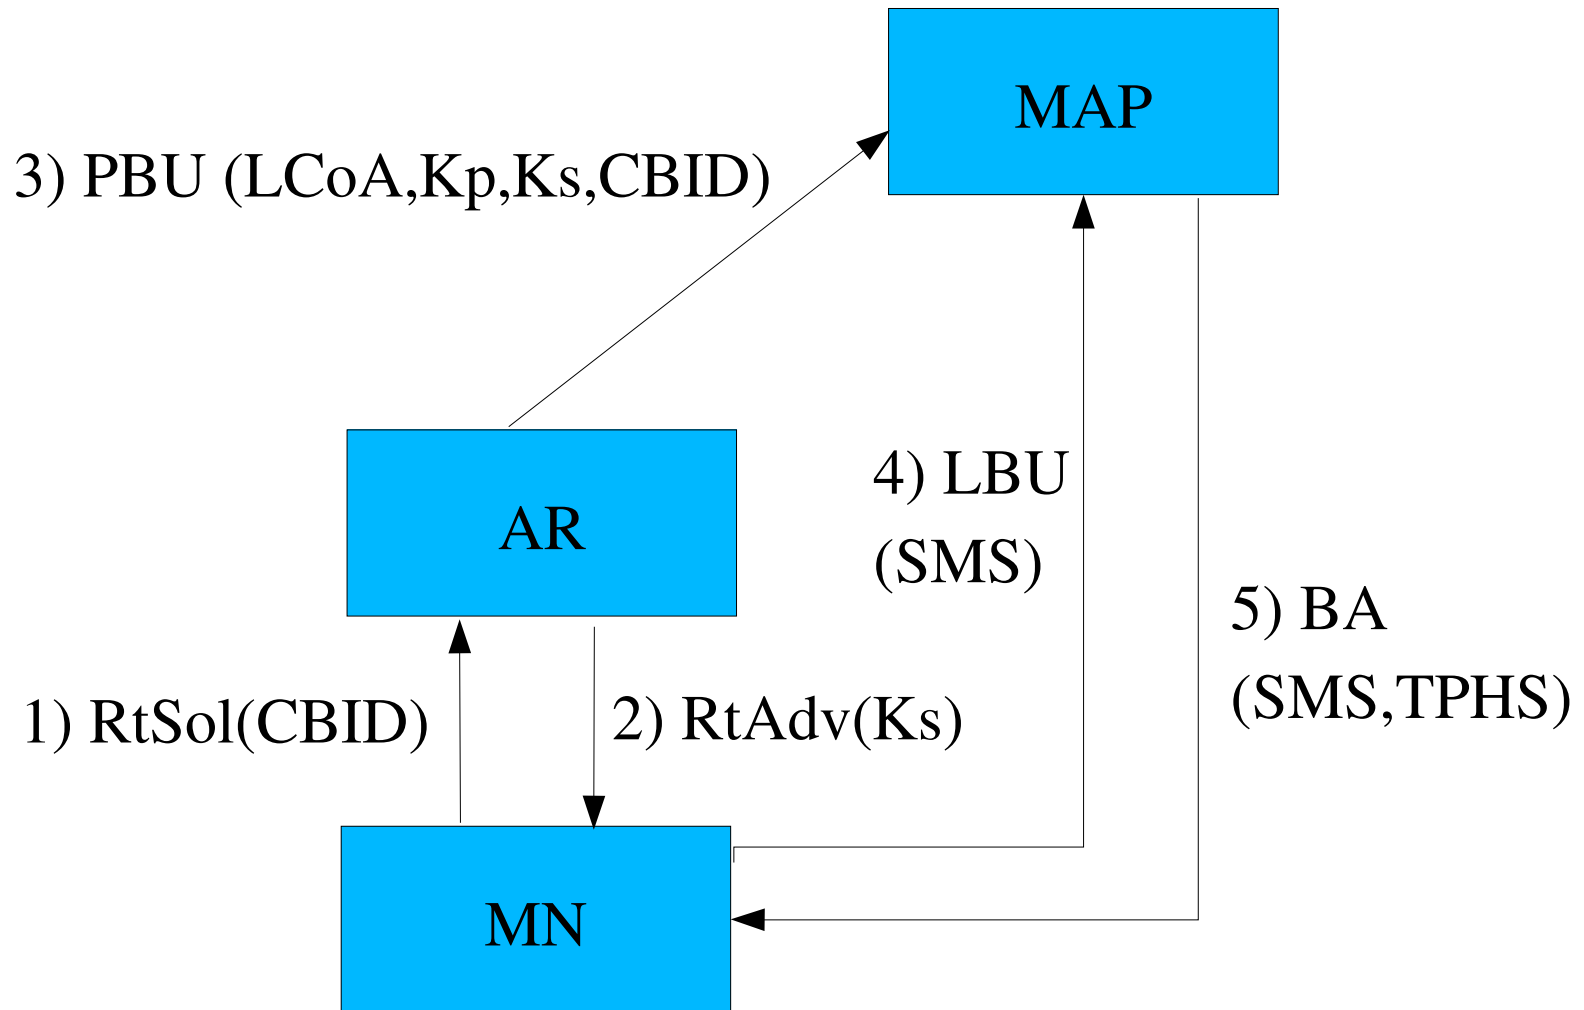 MAP
3) PBU (LCoA,Kp,Ks,CBID)
4) LBU
(SMS)
AR
5) BA
(SMS,TPHS)
1) RtSol(CBID)
2) RtAdv(Ks)
MN